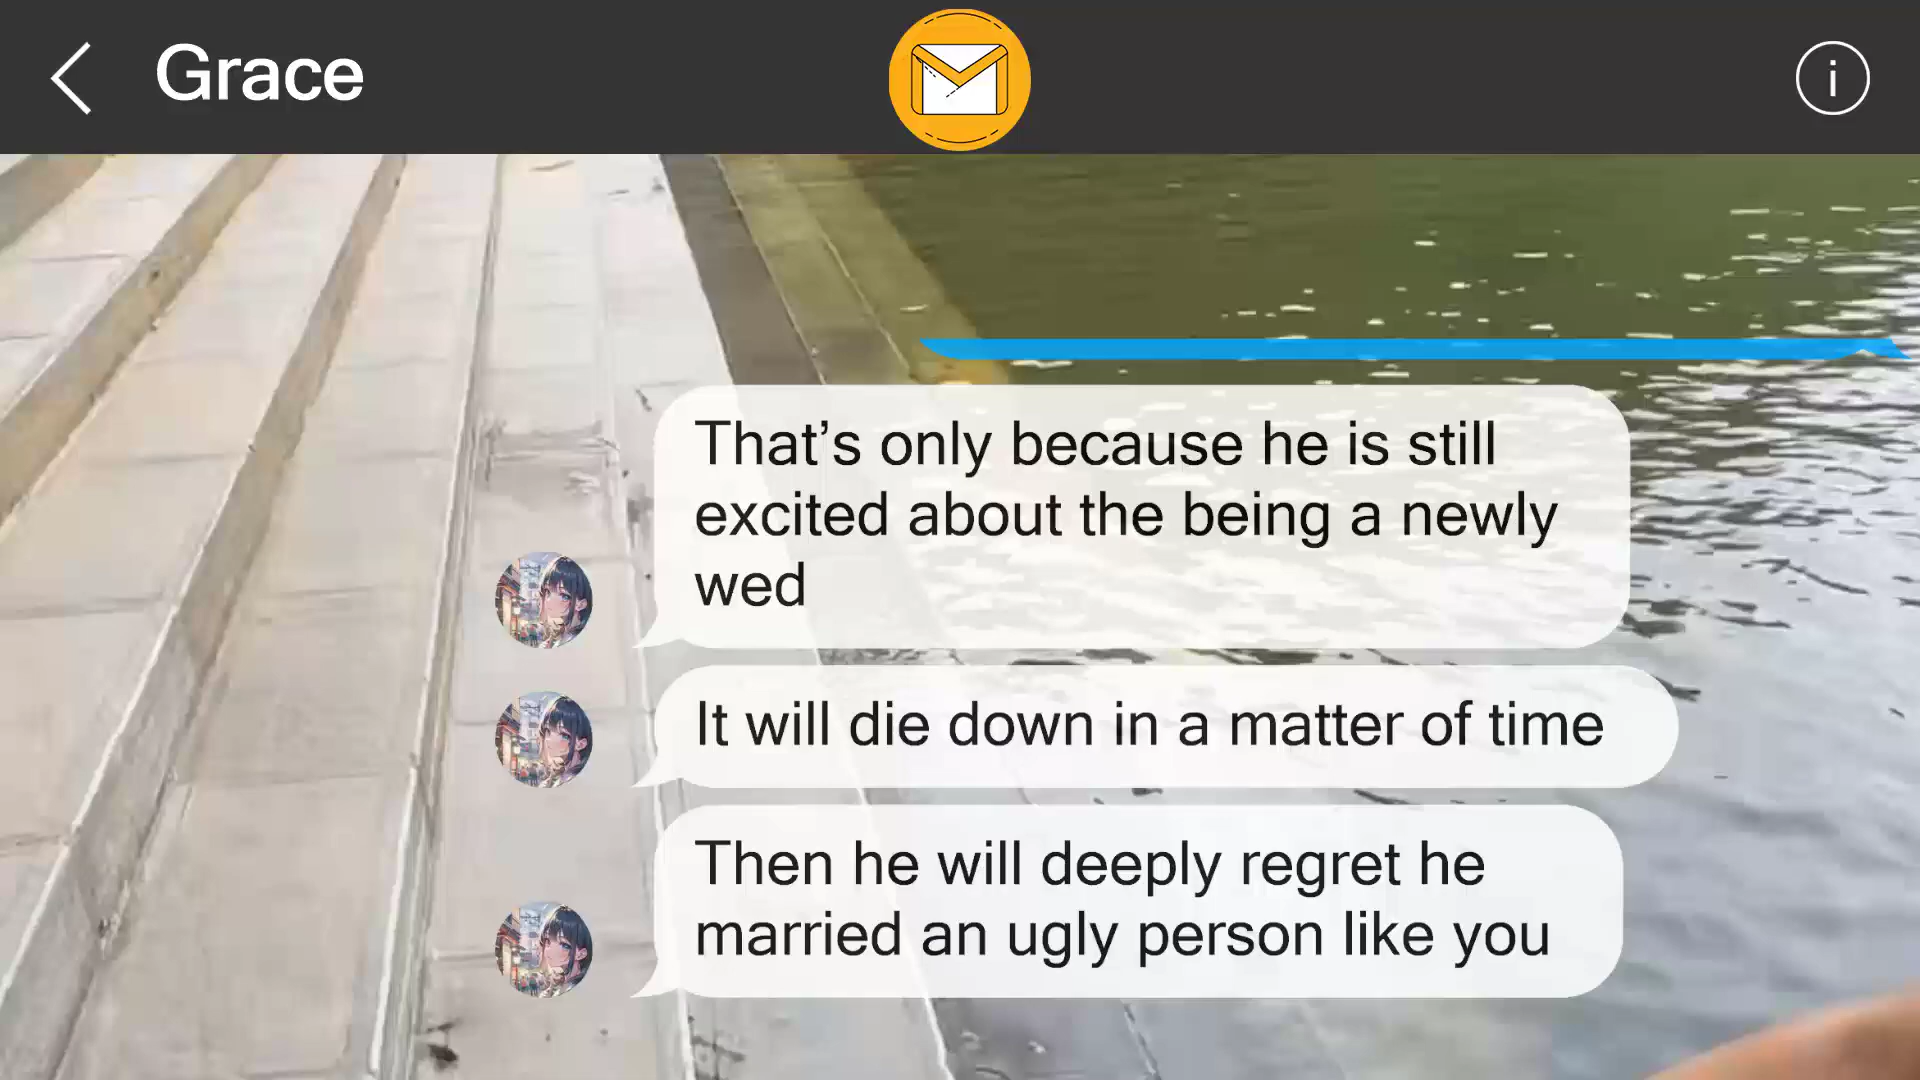 Grace
That’s only because he is still
excited about the being a newly
wed
It will die down in a matter of time
Then he will deeply regret he
married an ugly person like you